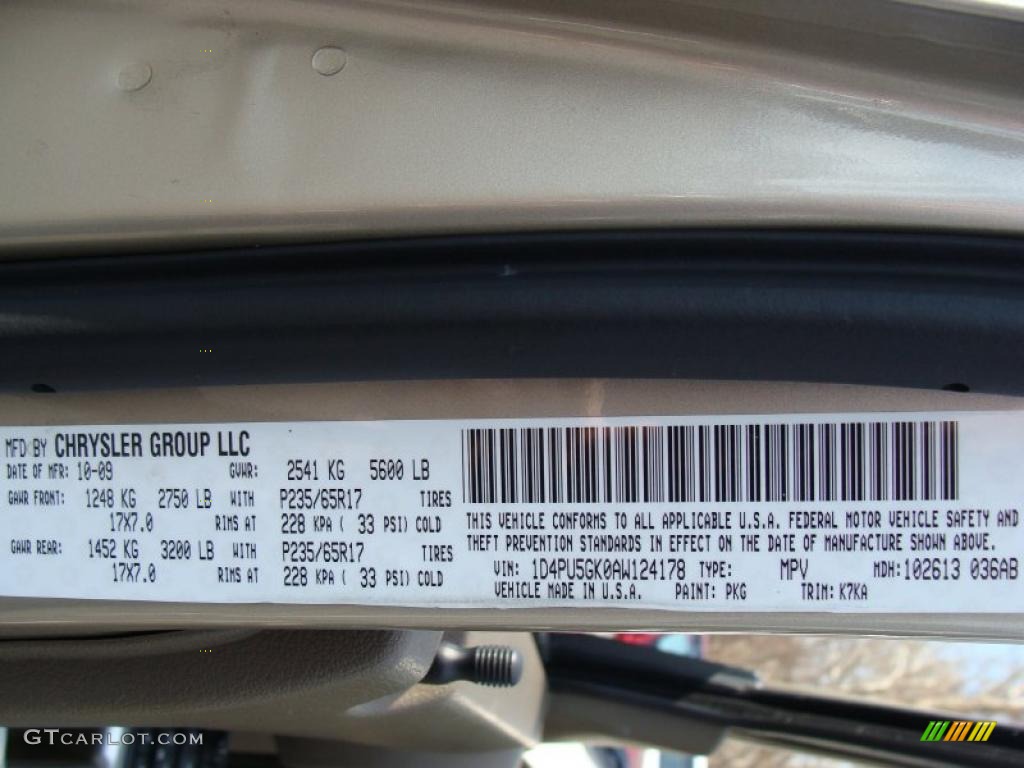 MFD BY CHRYSLER GROUP LLC
DATE OF MFR: 10-09 GVWR: 2541 KG 5600 LB
GAWR FRONT: 1248 KG 2750 LB WITH P235/65R17 TIRES
17X7.0 RIMS AT 228 KPA ( 33 PSI) COLD
GAWR REAR: 1452 KG 3200 LB WITH P235/65R17 TIRES
17X7.0 RIMS AT 228 KPA ( 33 PSI) COLD
THIS VEHICLE CONFORMS TO ALL APPLICABLE U.S.A. FEDERAL MOTOR VEHICLE SAFETY AND
THEFT PREVENTION STANDARDS IN EFFECT ON THE DATE OF MANUFACTURE SHOWN ABOVE.
VIN: 1D4PU5GK0AW124178 TYPE: MPV MDH: 102613 036AB
VEHICLE MADE IN U.S.A. PAINT: PKG TRIM: K7KA
GTCARLOT.COM